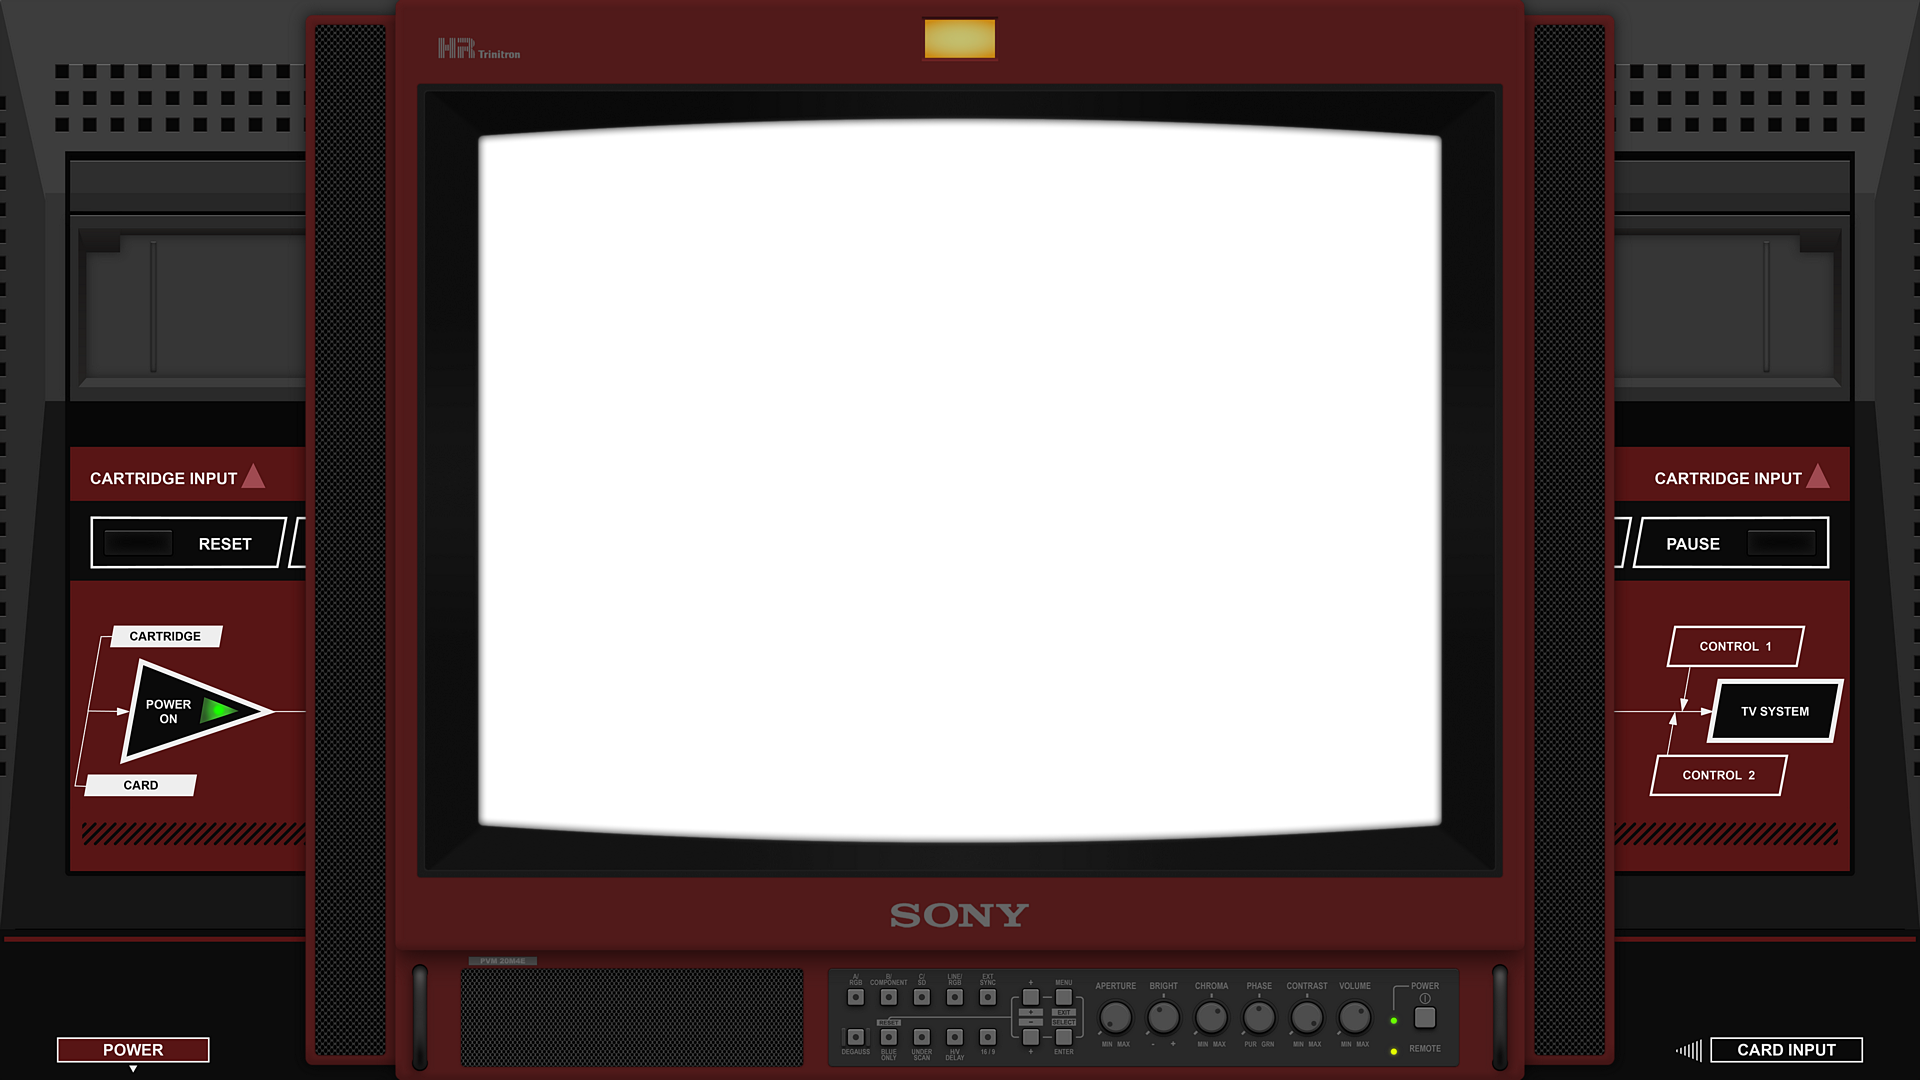 HR Trinitron
CARTRIDGE INPUT
RESET
CARTRIDGE
POWER
ON
CARD
POWER
CARTRIDGE INPUT
PAUSE
CONTROL 1
TV SYSTEM
CONTROL 2
CARD INPUT
SONY
PVM 20M4E
A/
RGB
B/
COMPONENT
C/
SD
LINE/
RGB
EXT
SYNC
+
MENU
RESET
+
EXIT
−
SELECT
DEGAUSS
BLUE
ONLY
UNDER
SCAN
H/V
DELAY
16 / 9
+
ENTER
APERTURE
BRIGHT
CHROMA
PHASE
CONTRAST
VOLUME
MIN MAX
- +
MIN MAX
PUR GRN
MIN MAX
MIN MAX
POWER
REMOTE